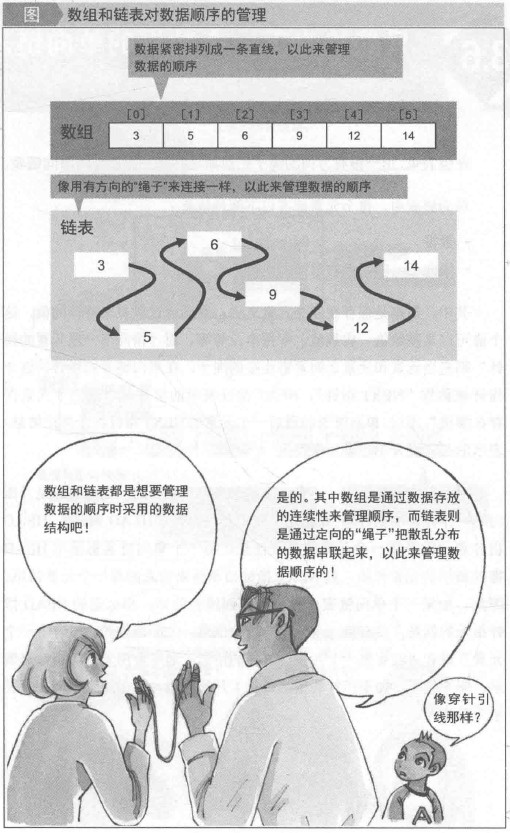 图 数组和链表对数据顺序的管理
数据紧密排列成一条直线，以此来管理
数据的顺序
[0] [1] [2] [3] [4] [5]
数组 3 5 6 9 12 14
像用有方向的“绳子”来连接一样，以此来管理数据的顺序
链表
6
3
14
9
12
5
数组和链表都是想要管理
数据的顺序时采用的数据
结构吧！
是的。其中数组是通过数据存放
的连续性来管理顺序，而链表则
是通过定向的“绳子”把散乱分布
的数据串联起来，以此来管理数
据顺序的！
像穿针引
线那样？
A